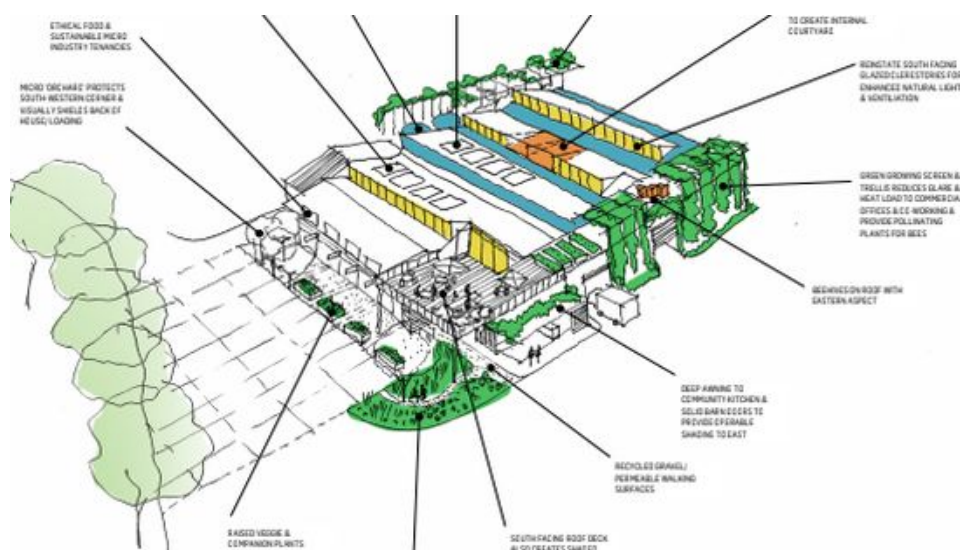 ETHICAL FOOD &
SUSTAINABLE MICRO
INDUSTRY TENANCIES
MICRO 'ORCHARD' PROTECTS
SOUTH-WESTERN CORNER &
VISUALLY SHIELDS BACK OF
HOUSE/LOADING
TO CREATE INTERNAL
COURTYARD
REINSTATE SOUTH FACING
GLAZED CLERESTORIES FOR
ENHANCED NATURAL LIGHT
& VENTILATION
GREEN GROWING SCREEN &
TRELLIS REDUCES GLARE &
HEAT LOAD TO COMMERCIAL
OFFICES & CO-WORKING &
PROVIDE POLLINATING
PLANTS FOR BEES
BEEHIVES ON ROOF WITH
EASTERN ASPECT
DEEP AWNING TO
COMMUNITY KITCHEN &
SOLID BARN DOORS TO
PROVIDE OPERABLE
SHADING TO EAST
RECYCLED GRAVEL/
PERMEABLE WALKING
SURFACES
RAISED VEGGIE &
COMPANION PLANTS
SOUTH FACING ROOF DECK
ALSO CREATES SHADED